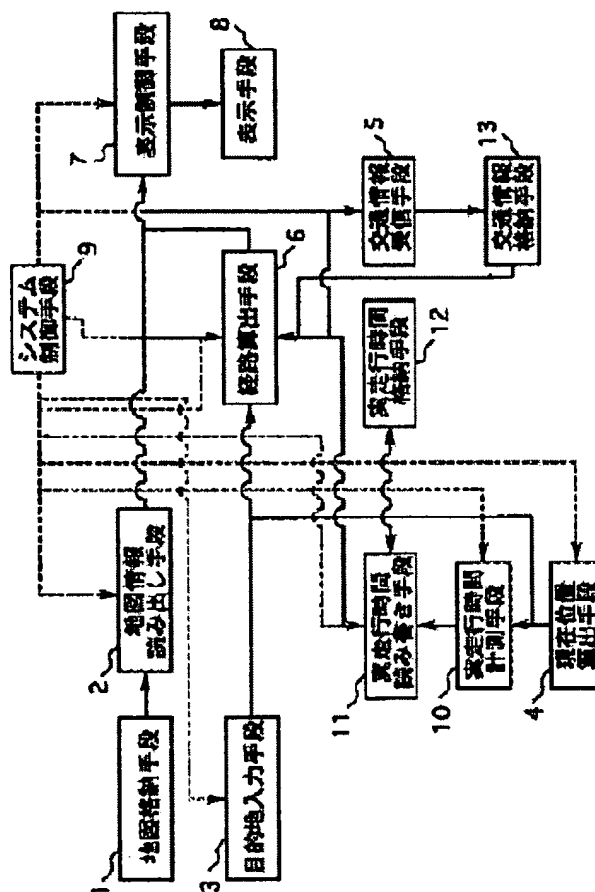 1
地図格納手段
2
地図情報
読み出し手段
3
目的地入力手段
システム
制御手段
9
7
表示制御手段
8
表示手段
6
経路算出手段
5
交通情報
受信手段
13
交通情報
格納手段
12
実走行時間
格納手段
11
実走行時間
読み書き手段
10
実走行時間
計測手段
4
現在位置
算出手段